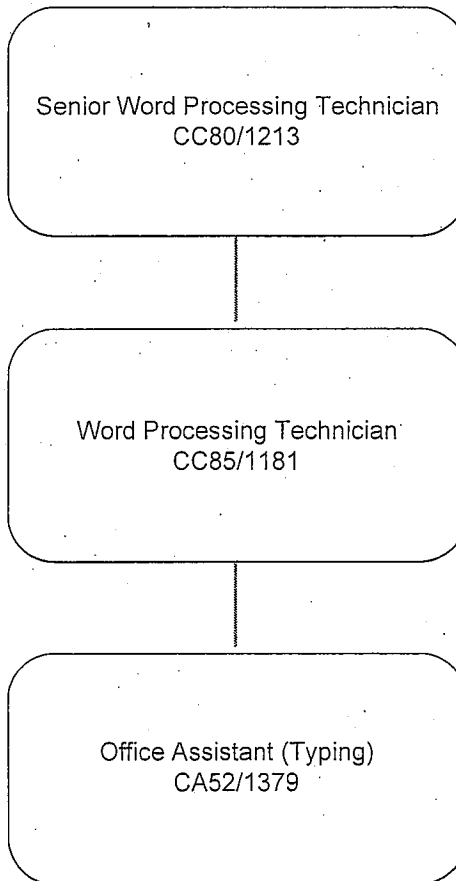 Senior Word Processing Technician
CC80/1213
Word Processing Technician
CC85/1181
Office Assistant (Typing)
CA52/1379